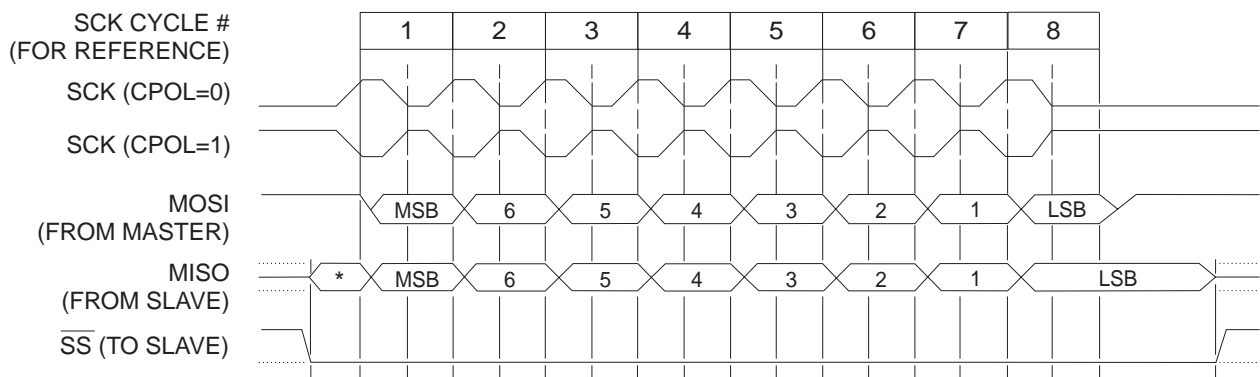 SCK CYCLE #
(FOR REFERENCE)
1 2 3 4 5 6 7 8
SCK (CPOL=0)
SCK (CPOL=1)
MOSI
(FROM MASTER)
MSB 6 5 4 3 2 1 LSB
MISO
(FROM SLAVE)
* MSB 6 5 4 3 2 1 LSB
SS (TO SLAVE)